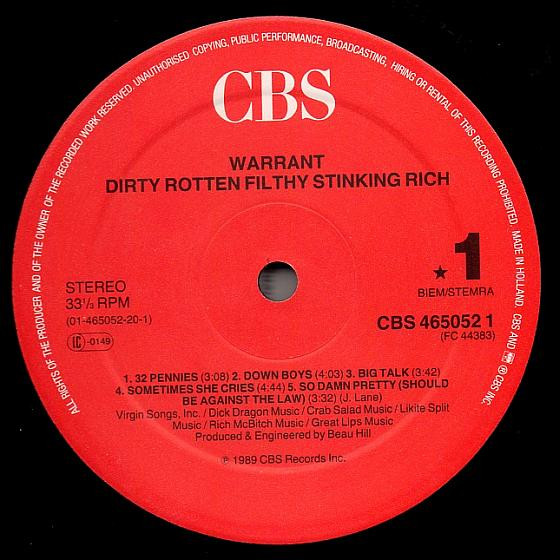 ALL RIGHTS OF THE PRODUCER AND OF THE OWNER OF THE RECORDED WORK RESERVED. UNAUTHORISED COPYING, PUBLIC PERFORMANCE, BROADCASTING, HIRING OR RENTAL OF THIS RECORDING PROHIBITED. MADE IN HOLLAND. CBS AND ℗ CBS INC.
CBS
WARRANT
DIRTY ROTTEN FILTHY STINKING RICH
STEREO
33⅓ RPM
(01-465052-20-1)
LC -0149
★ 1
BIEM/STEMRA
CBS 465052 1
(FC 44383)
1. 32 PENNIES (3:08) 2. DOWN BOYS (4:03) 3. BIG TALK (3:42)
4. SOMETIMES SHE CRIES (4:44) 5. SO DAMN PRETTY (SHOULD
BE AGAINST THE LAW) (3:32) (J. Lane)
Virgin Songs, Inc. / Dick Dragon Music / Crab Salad Music / Likite Split
Music / Rich McBitch Music / Great Lips Music
Produced & Engineered by Beau Hill
℗ 1989 CBS Records Inc.